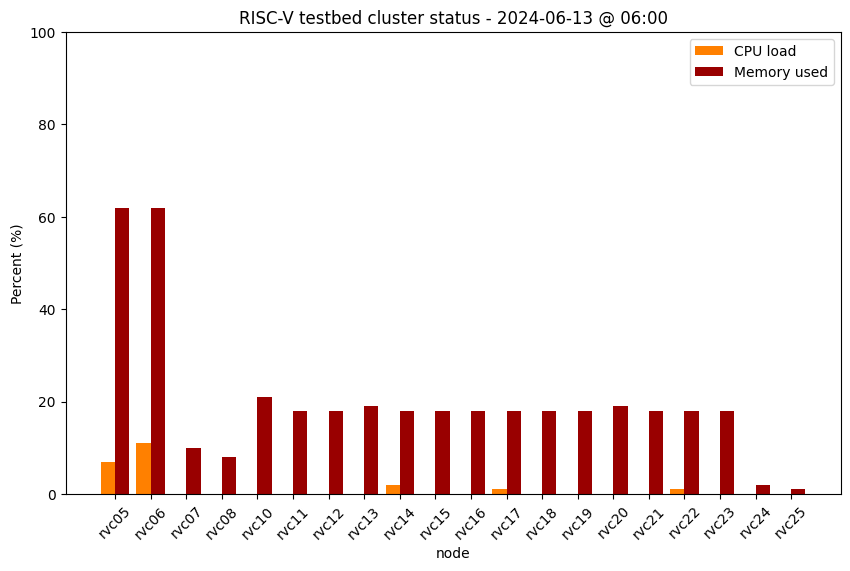 RISC-V testbed cluster status - 2024-06-13 @ 06:00
100
80
60
40
20
0
Percent (%)
CPU load
Memory used
rvc05 rvc06 rvc07 rvc08 rvc10 rvc11 rvc12 rvc13 rvc14 rvc15 rvc16 rvc17 rvc18 rvc19 rvc20 rvc21 rvc22 rvc23 rvc24 rvc25
node